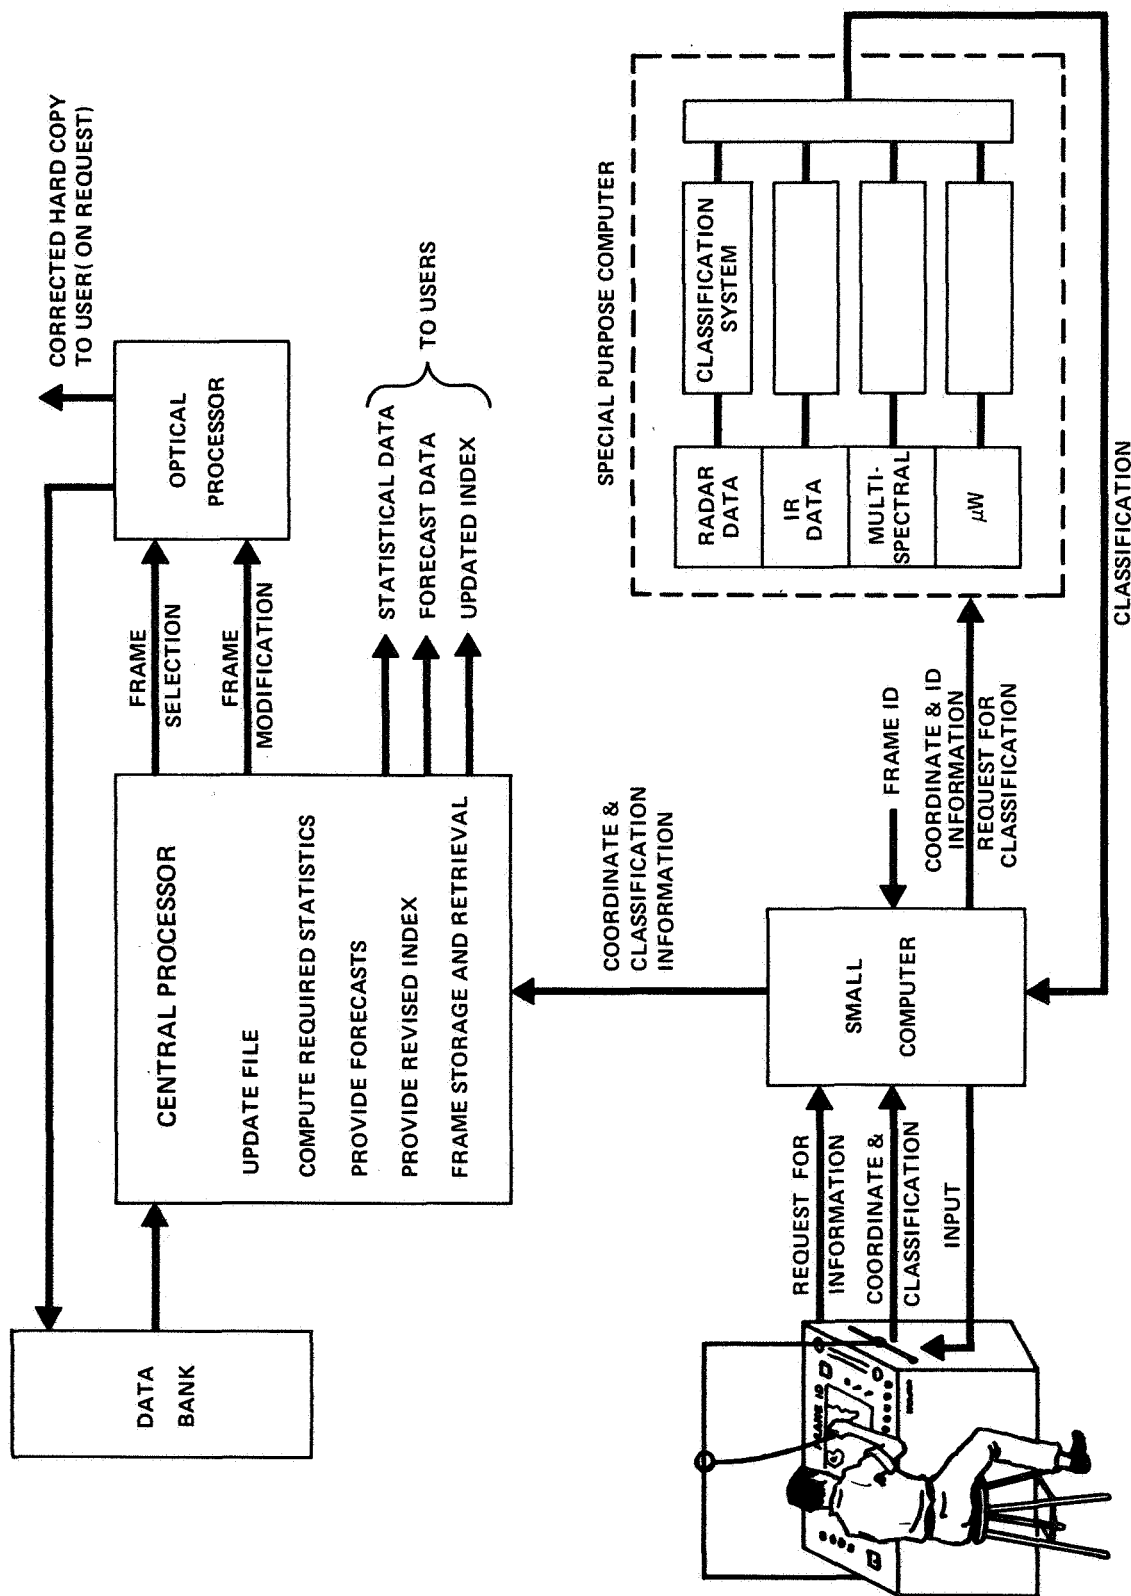 DATA
BANK
CENTRAL PROCESSOR
UPDATE FILE
COMPUTE REQUIRED STATISTICS
PROVIDE FORECASTS
PROVIDE REVISED INDEX
FRAME STORAGE AND RETRIEVAL
FRAME
SELECTION
FRAME
MODIFICATION
OPTICAL
PROCESSOR
CORRECTED HARD COPY
TO USER( ON REQUEST)
STATISTICAL DATA
FORECAST DATA
UPDATED INDEX
TO USERS
COORDINATE &
CLASSIFICATION
INFORMATION
FRAME ID
REQUEST FOR
INFORMATION
COORDINATE &
CLASSIFICATION
INPUT
SMALL
COMPUTER
FRAME ID
COORDINATE & ID
INFORMATION
REQUEST FOR
CLASSIFICATION
SPECIAL PURPOSE COMPUTER
RADAR
DATA
IR
DATA
MULTI-
SPECTRAL
μW
CLASSIFICATION
SYSTEM
CLASSIFICATION